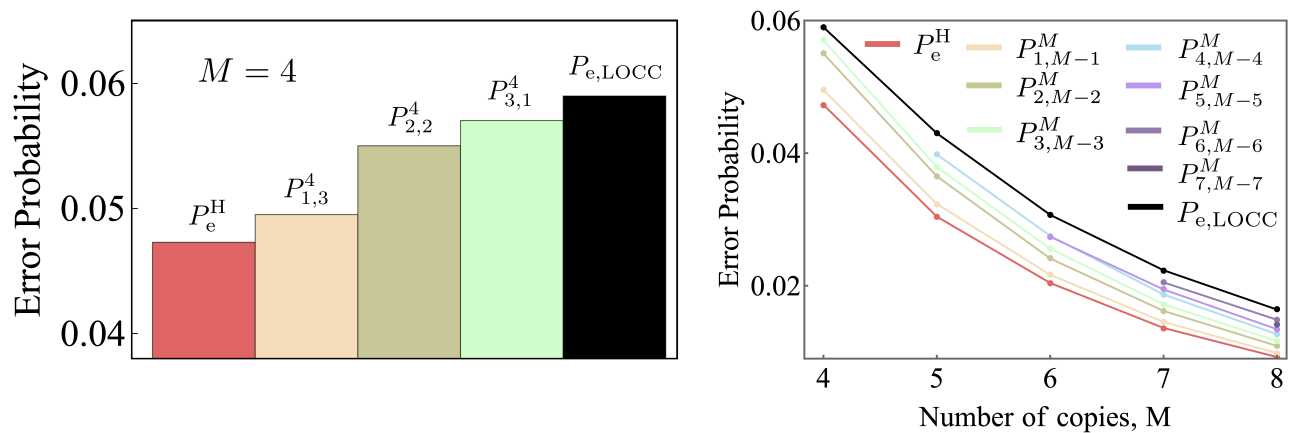 Error Probability
0.06
0.05
0.04
M = 4
P_e^H
P_{1,3}^4
P_{2,2}^4
P_{3,1}^4
P_{e,LOCC}
Error Probability
0.06
0.04
0.02
P_e^H
P_{1,M−1}^M
P_{2,M−2}^M
P_{3,M−3}^M
P_{4,M−4}^M
P_{5,M−5}^M
P_{6,M−6}^M
P_{7,M−7}^M
P_{e,LOCC}
4 5 6 7 8
Number of copies, M